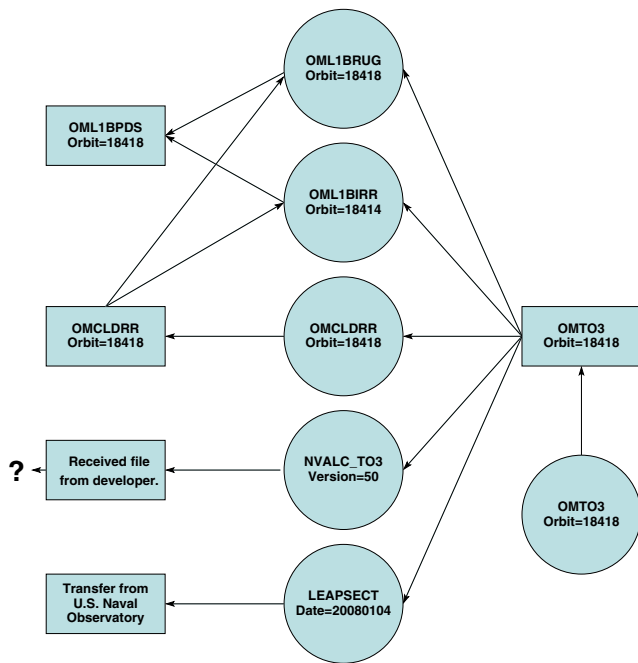 OML1BRUG
Orbit=18418
OML1BPDS
Orbit=18418
OML1BIRR
Orbit=18414
OMCLDRR
Orbit=18418
OMCLDRR
Orbit=18418
OMTO3
Orbit=18418
?
Received file
from developer.
NVALC_TO3
Version=50
OMTO3
Orbit=18418
Transfer from
U.S. Naval
Observatory
LEAPSECT
Date=20080104